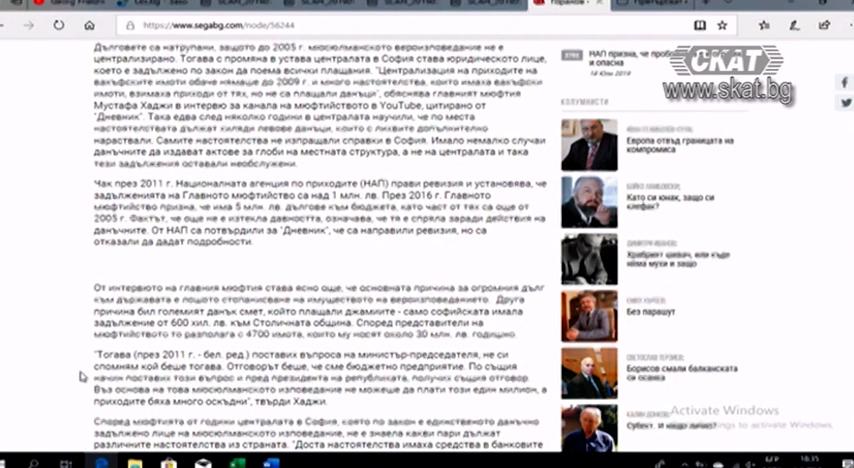 https://www.segabg.com/node/56244
СКАТ
www.skat.bg
Дълговете са натрупани, защото до 2005 г. мюсюлманското вероизповедание не е
централизирано. Тогава с промяна в устава централата в София става юридическото лице,
което е задължено по закон да поема всички плащания. "Централизация на приходите на
вакъфските имоти обаче нямаше до 2009 г. и много настоятелства, които имаха вакъфски
имоти, взимаха приходи от тях, но не са плащали данъци", обяснява главният мюфтия
Мустафа Хаджи в интервю за канала на мюфтийството в YouTube, цитирано от
"Дневник". Така едва след няколко години в централата научили, че по места
настоятелствата дължат хиляди левове данъци, които с лихвите допълнително
нараствали. Самите настоятелства не изпращали справки в София. Имало немалко случаи
данъчните да издават актове за глоби на местната структура, а не на централата и така
тези задължения оставали необслужени.
Чак през 2011 г. Националната агенция по приходите (НАП) прави ревизия и установява, че
задълженията на Главното мюфтийство са над 1 млн. лв. През 2016 г. Главното
мюфтийство призна, че има 5 млн. лв. дългове към бюджета, като част от тях са още от
2005 г. Фактът, че още не е изтекла давността, означава, че тя е спряла заради действия на
данъчните. От НАП са потвърдили за "Дневник", че са направили ревизия, но са
отказали да дадат подробности.
От интервюто на главния мюфтия става ясно още, че основната причина за огромния дълг
към държавата е лошото стопанисване на имуществото на вероизповеданието. Друга
причина бил големият данък смет, който плащали джамиите - само софийската имала
задължение от 600 хил. лв. към Столичната община. Според представители на
мюфтийството то разполага с 4700 имота, които му носят около 30 млн. лв. годишно.
"Тогава (през 2011 г. - бел. ред.) поставих въпроса на министър-председателя, не си
спомням кой беше тогава. Отговорът беше, че сме бюджетно предприятие. По същия
начин поставих този въпрос и пред президента на републиката, получих същия отговор.
Въз основа на това мюсюлманското изповедание не можеше да плати този един милион, а
приходите бяха много оскъдни", твърди Хаджи.
Според мюфтията от години централата в София, която по закон е единственото данъчно
задължено лице на мюсюлманското изповедание, не е знаела какви пари дължат
различните настоятелства из страната. "Доста настоятелства имаха средства в банковите
НАП призна, че
и опасна
14 Юли 2019
КОЛУМНИСТИ
Европа отвъд границата на
компромиса
Като си юнак, защо си
клефак?
Храбрият шивач, или къде
няма мухи и защо
Без парашут
Борисов смали балканската
си осанка
Субект. И нищо лично?
Activate Windows
to activate Windows.
16:15